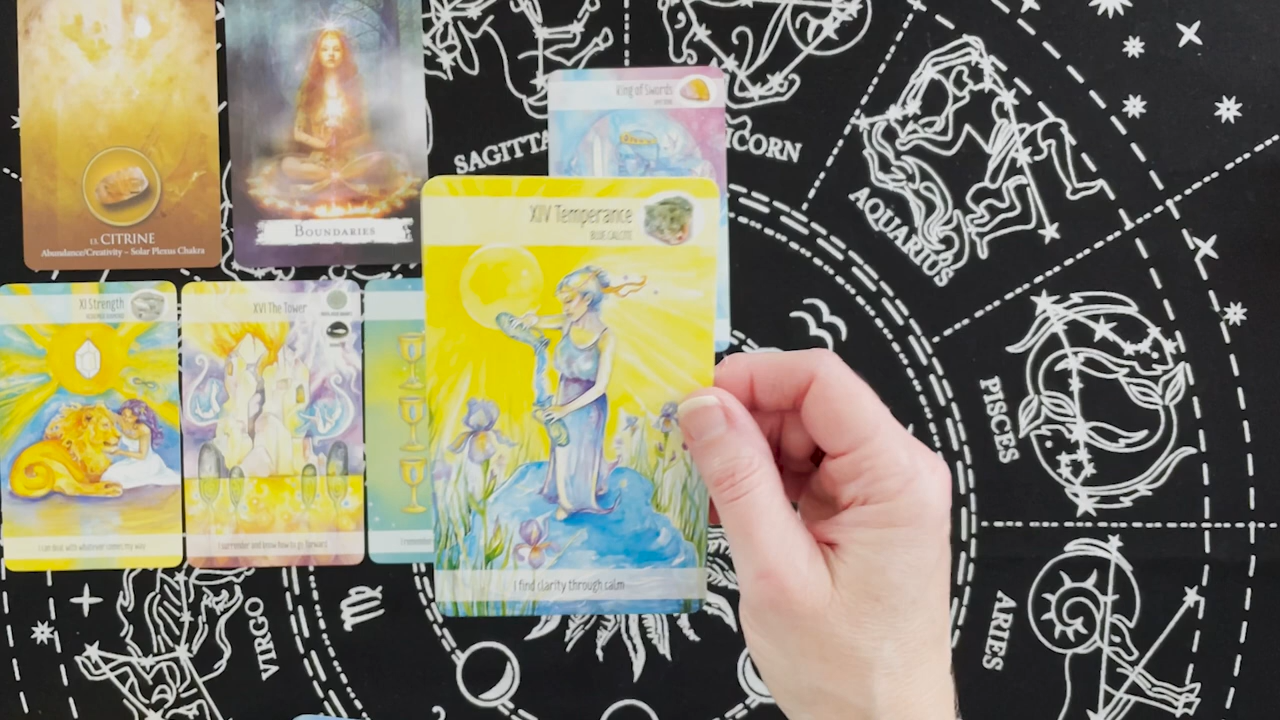 13 CITRINE
Abundance/Creativity ~ Solar Plexus Chakra
BOUNDARIES
King of Swords
SAGITTA
ICORN
AQUARIUS
PISCES
ARIES
VIRGO
XIV Temperance
BLUE CALCITE
I find clarity through calm
XI Strength
I can deal with whatever comes my way
XVI The Tower
I surrender and know how to go forward
I remember